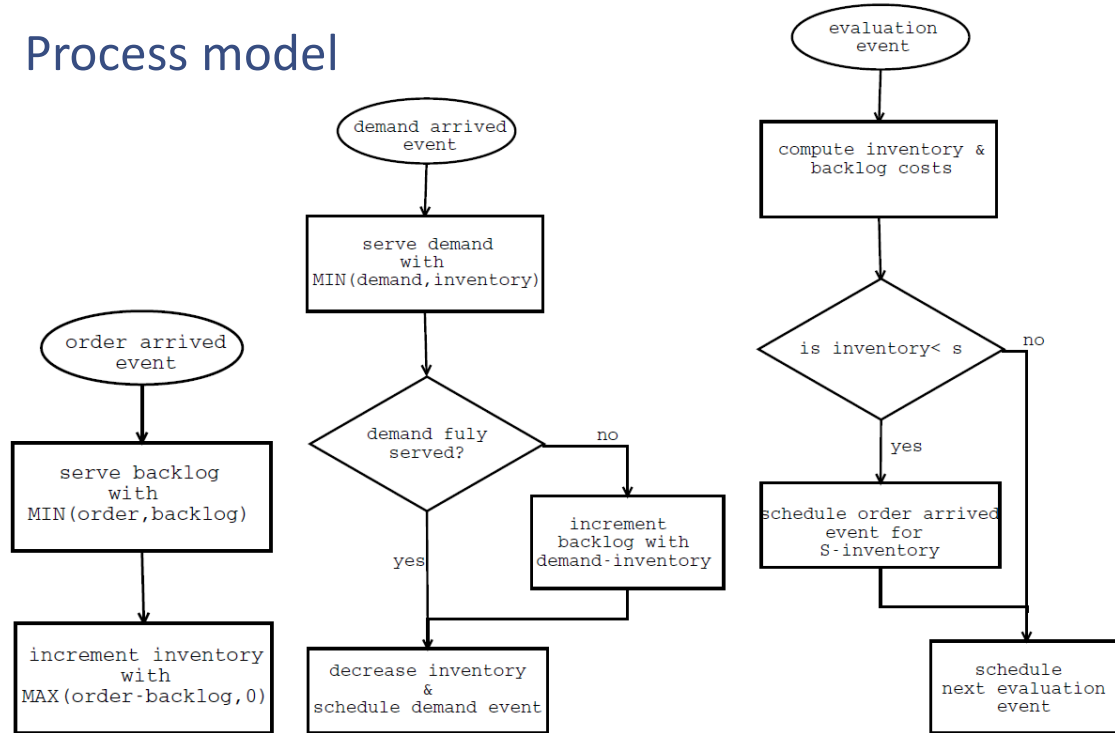 Process model
order arrived
event
serve backlog
with
MIN(order,backlog)
increment inventory
with
MAX(order-backlog,0)
demand arrived
event
serve demand
with
MIN(demand,inventory)
demand fuly
served?
no
yes
increment
backlog with
demand-inventory
decrease inventory
&
schedule demand event
evaluation
event
compute inventory &
backlog costs
is inventory< s
no
yes
schedule order arrived
event for
S-inventory
schedule
next evaluation
event